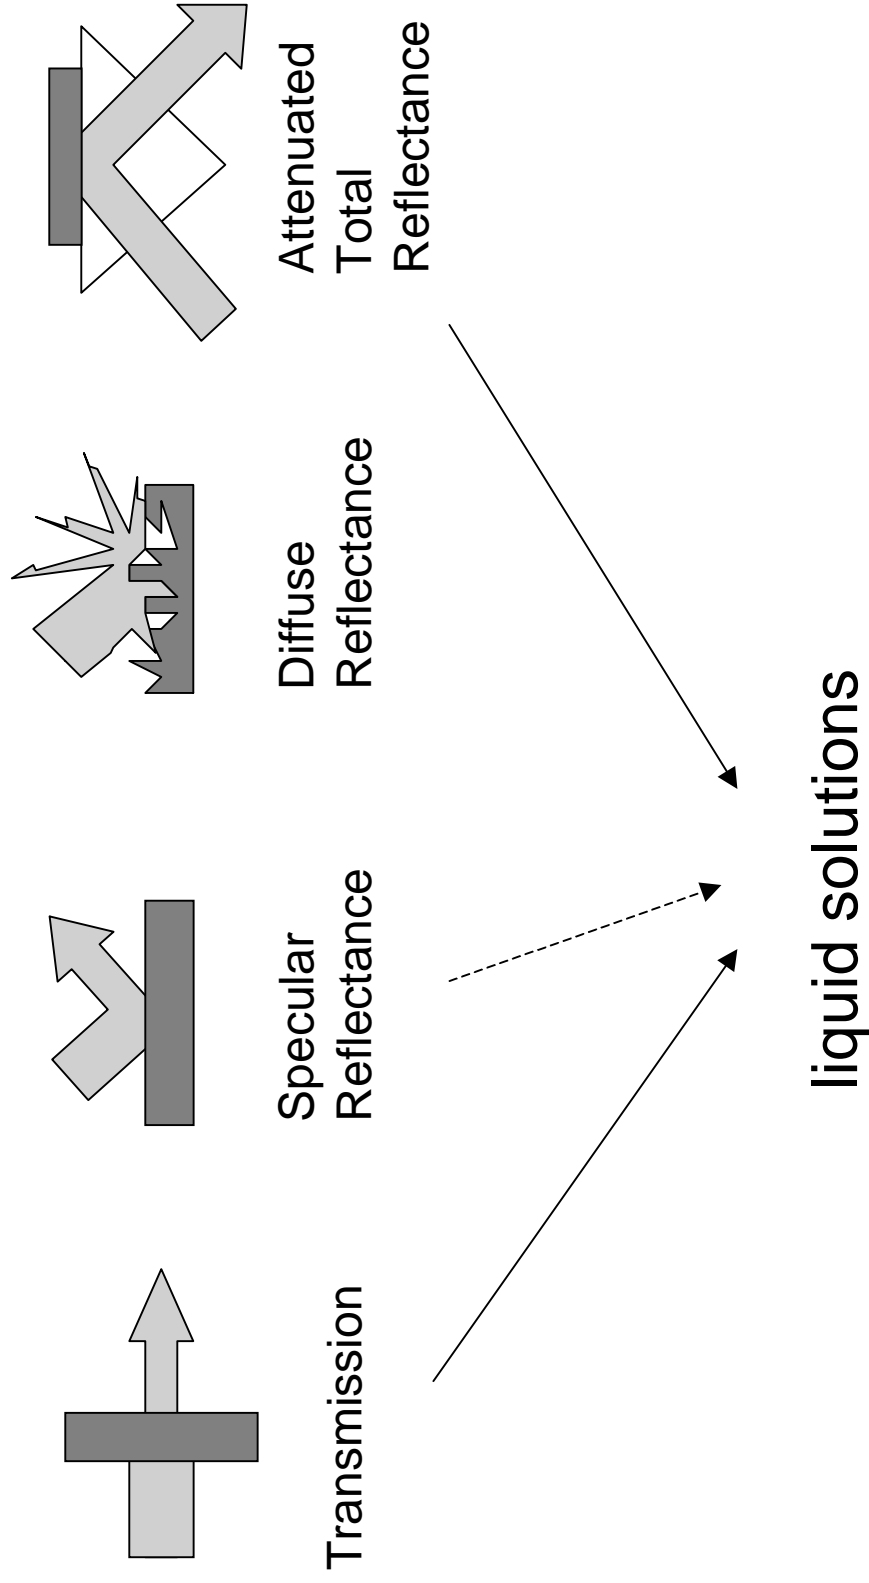 Transmission
Specular
Reflectance
Diffuse
Reflectance
Attenuated
Total
Reflectance
liquid solutions